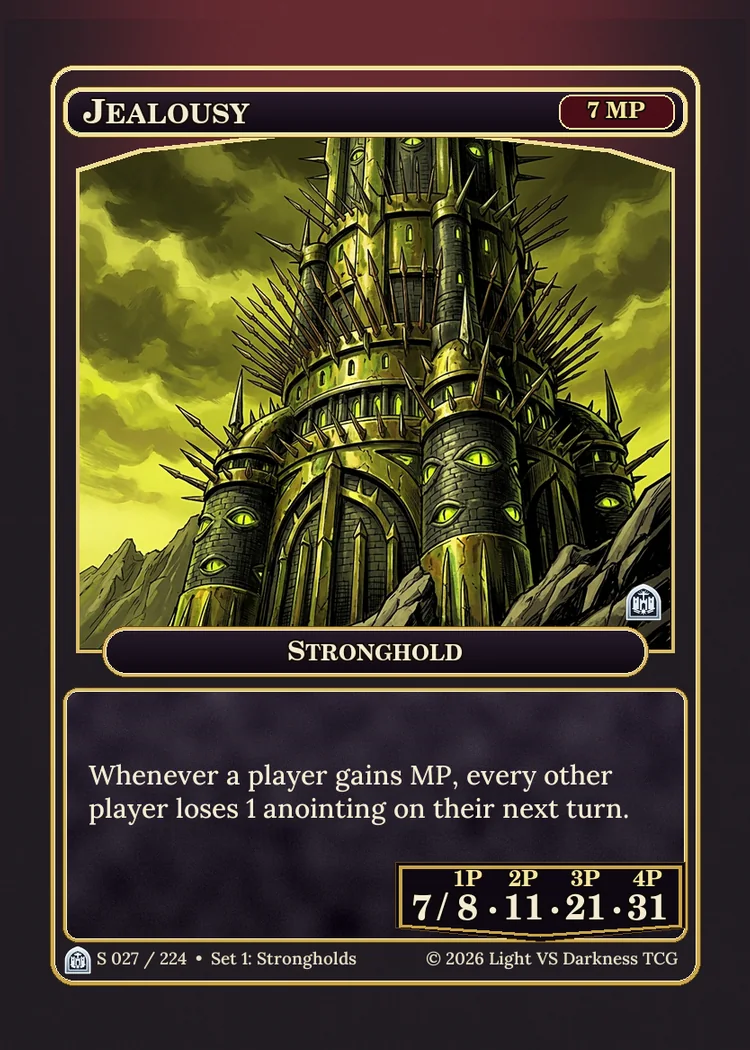 Jealousy
7 MP
Stronghold
Whenever a player gains MP, every other
player loses 1 anointing on their next turn.
1P 2P 3P 4P
7 / 8 · 11 · 21 · 31
S 027 / 224 • Set 1: Strongholds
© 2026 Light VS Darkness TCG